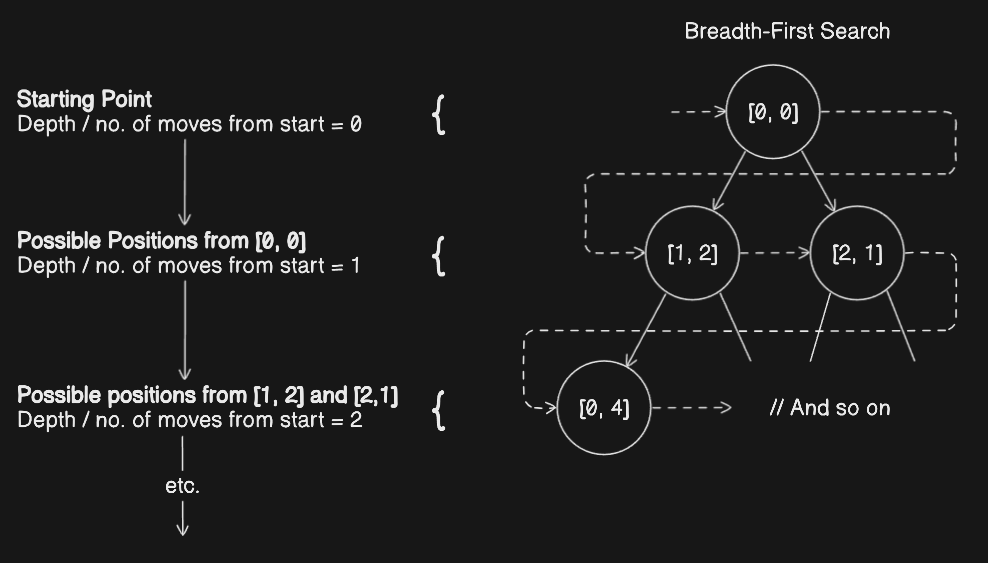 Breadth-First Search
Starting Point
Depth / no. of moves from start = 0
{
[0, 0]
Possible Positions from [0, 0]
Depth / no. of moves from start = 1
{
[1, 2]
[2, 1]
Possible positions from [1, 2] and [2,1]
Depth / no. of moves from start = 2
{
[0, 4]
// And so on
etc.